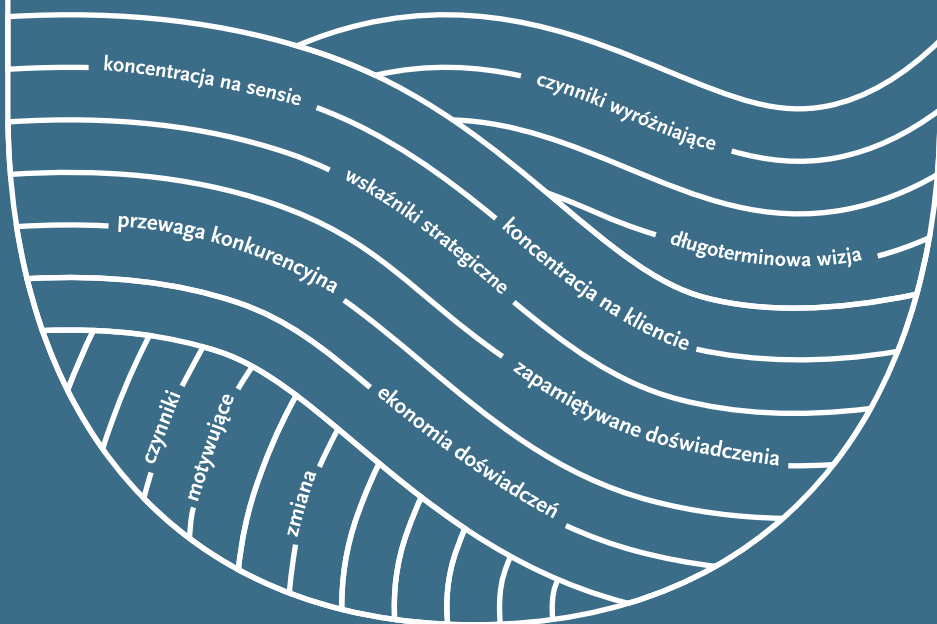 koncentracja na sensie
czynniki wyróżniające
wskaźniki strategiczne
koncentracja na kliencie
długoterminowa wizja
przewaga konkurencyjna
zapamiętywane doświadczenia
ekonomia doświadczeń
czynniki
motywujące
zmiana